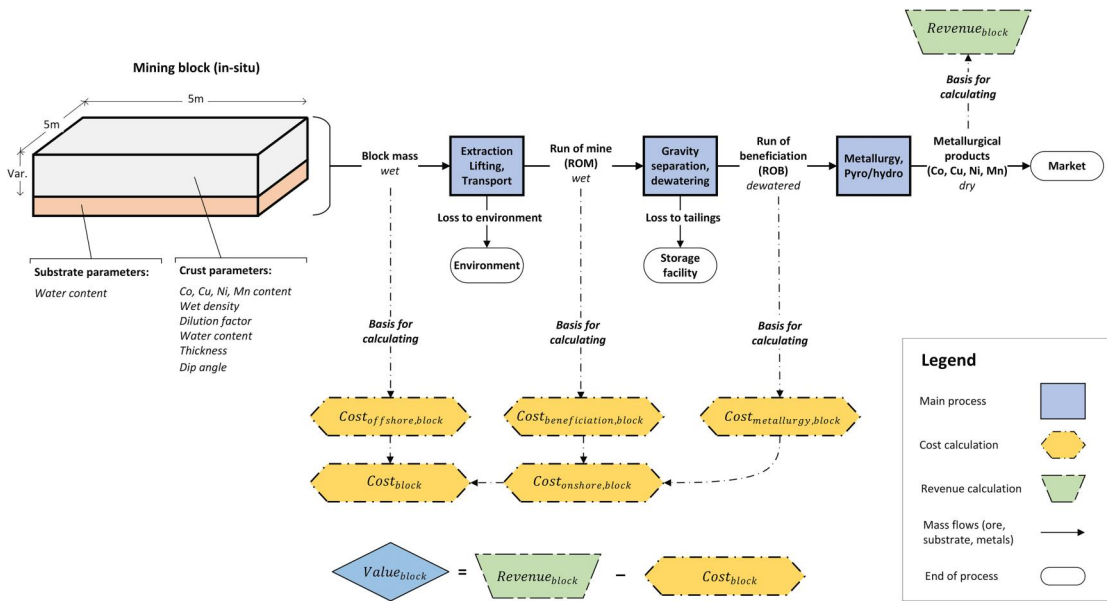 Revenue_block
Mining block (in-situ)
5m
5m
Var.
Basis for
calculating
Block mass
wet
Extraction
Lifting,
Transport
Run of mine
(ROM)
wet
Gravity
separation,
dewatering
Run of
beneficiation
(ROB)
dewatered
Metallurgy,
Pyro/hydro
Metallurgical
products
(Co, Cu, Ni, Mn)
dry
Market
Loss to environment
Loss to tailings
Environment
Storage
facility
Substrate parameters:
Water content
Crust parameters:
Co, Cu, Ni, Mn content
Wet density
Dilution factor
Water content
Thickness
Dip angle
Basis for
calculating
Basis for
calculating
Basis for
calculating
Cost_offshore,block
Cost_beneficiation,block
Cost_metallurgy,block
Cost_block
Cost_onshore,block
Value_block = Revenue_block − Cost_block
Legend
Main process
Cost calculation
Revenue calculation
Mass flows (ore,
substrate, metals)
End of process